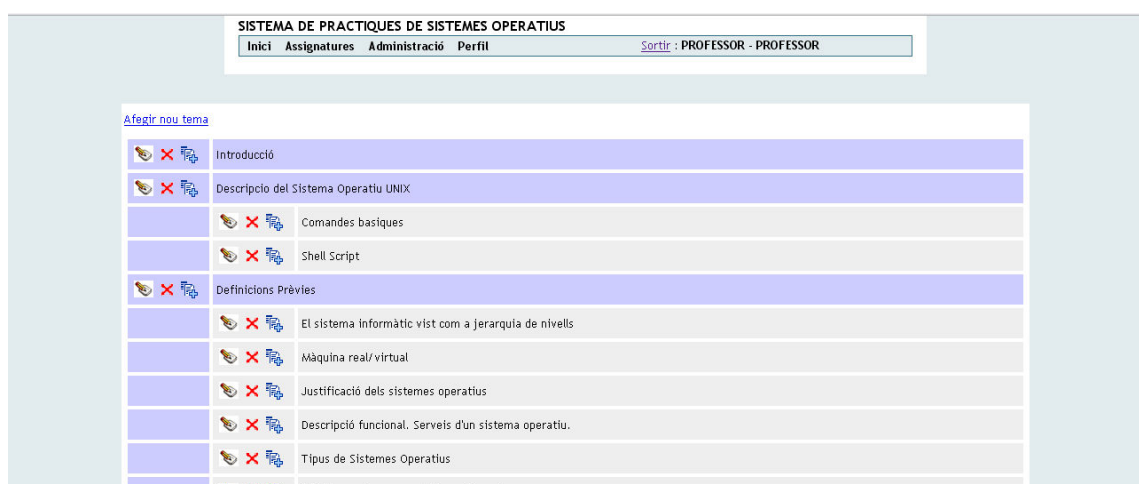 SISTEMA DE PRACTIQUES DE SISTEMES OPERATIUS
Inici Assignatures Administració Perfil Sortir : PROFESSOR - PROFESSOR
Afegir nou tema
Introducció
Descripcio del Sistema Operatiu UNIX
Comandes basiques
Shell Script
Definicions Prèvies
El sistema informàtic vist com a jerarquia de nivells
Màquina real/virtual
Justificació dels sistemes operatius
Descripció funcional. Serveis d'un sistema operatiu.
Tipus de Sistemes Operatius